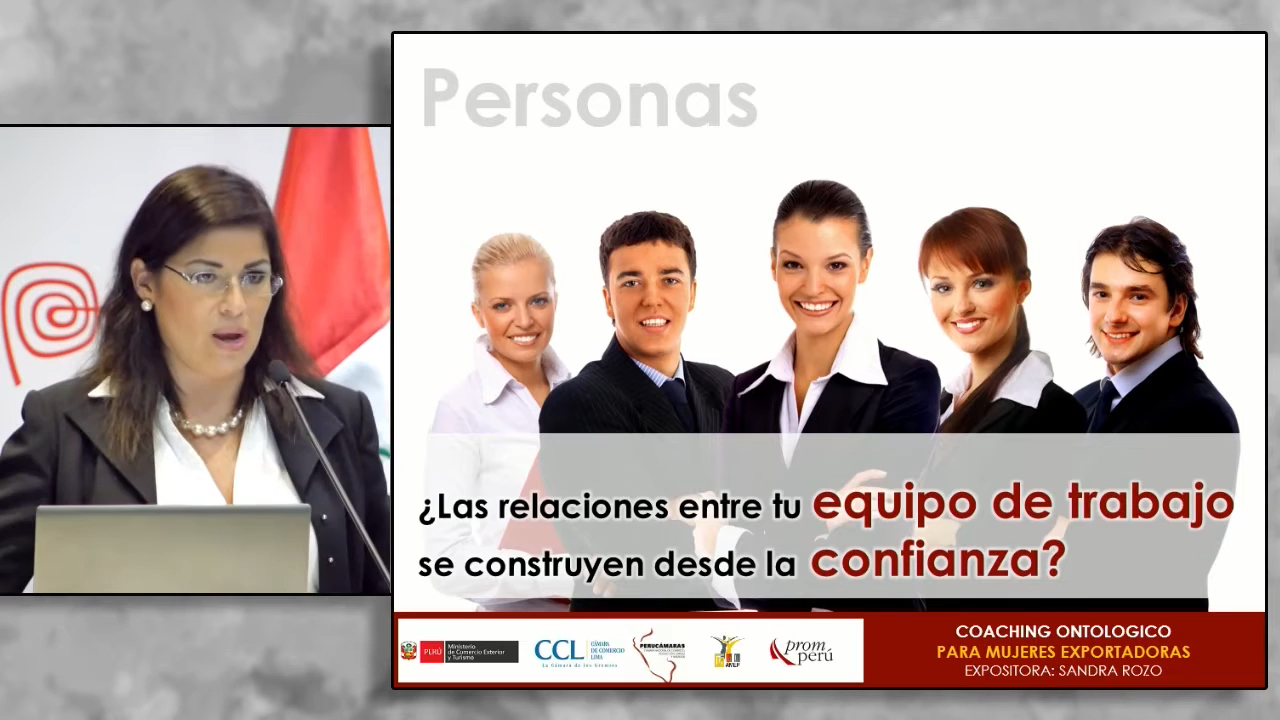 Personas
¿Las relaciones entre tu equipo de trabajo
se construyen desde la confianza?
PERÚ
Ministerio
de Comercio Exterior
y Turismo
CCL
CÁMARA
DE COMERCIO
LIMA
La Cámara de los Gremios
PERUCÁMARAS
prom
perú
COACHING ONTOLOGICO
PARA MUJERES EXPORTADORAS
EXPOSITORA: SANDRA ROZO